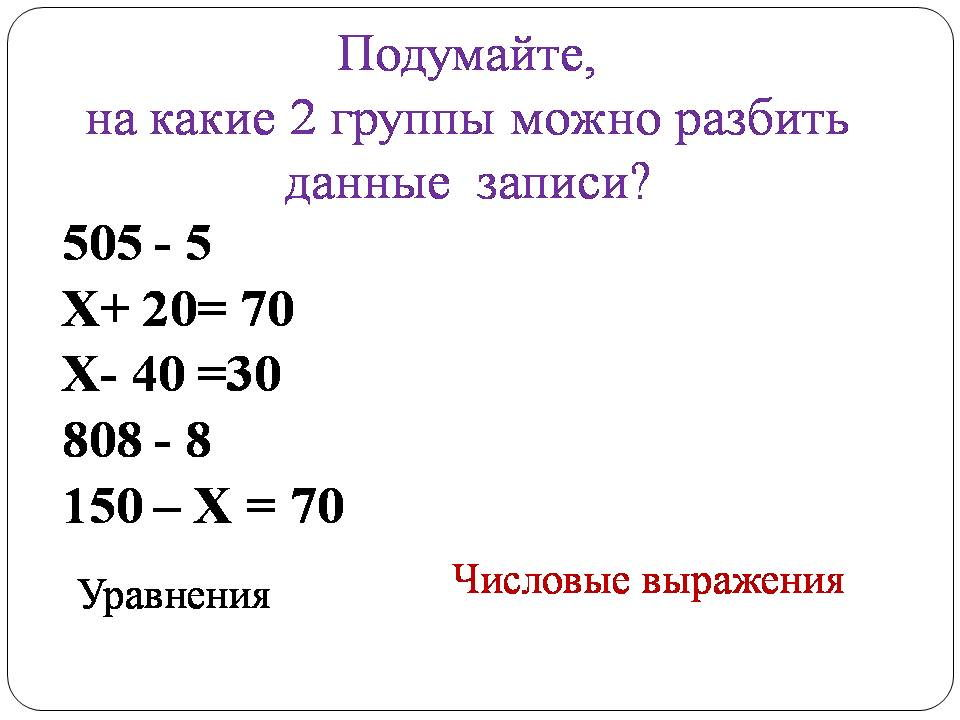 Подумайте,
на какие 2 группы можно разбить
данные записи?
505 - 5
Х+ 20= 70
Х- 40 =30
808 - 8
150 – Х = 70
Уравнения
Числовые выражения